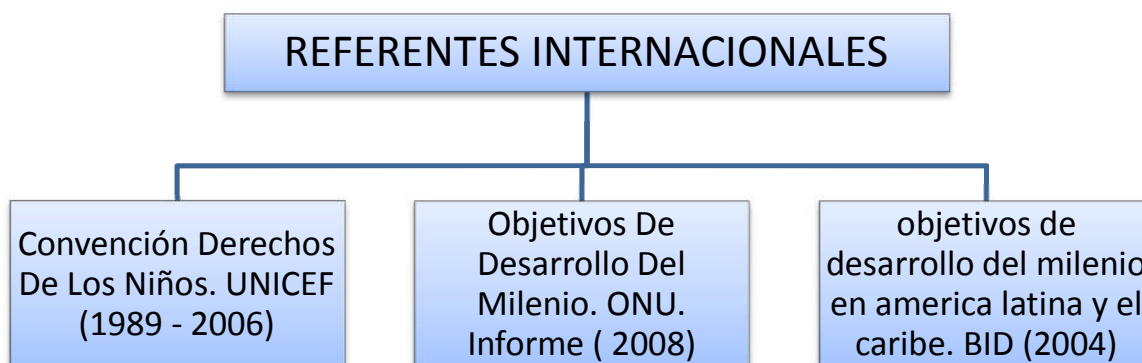 REFERENTES INTERNACIONALES
Convención Derechos
De Los Niños. UNICEF
(1989 - 2006)
Objetivos De
Desarrollo Del
Milenio. ONU.
Informe ( 2008)
objetivos de
desarrollo del milenio
en america latina y el
caribe. BID (2004)